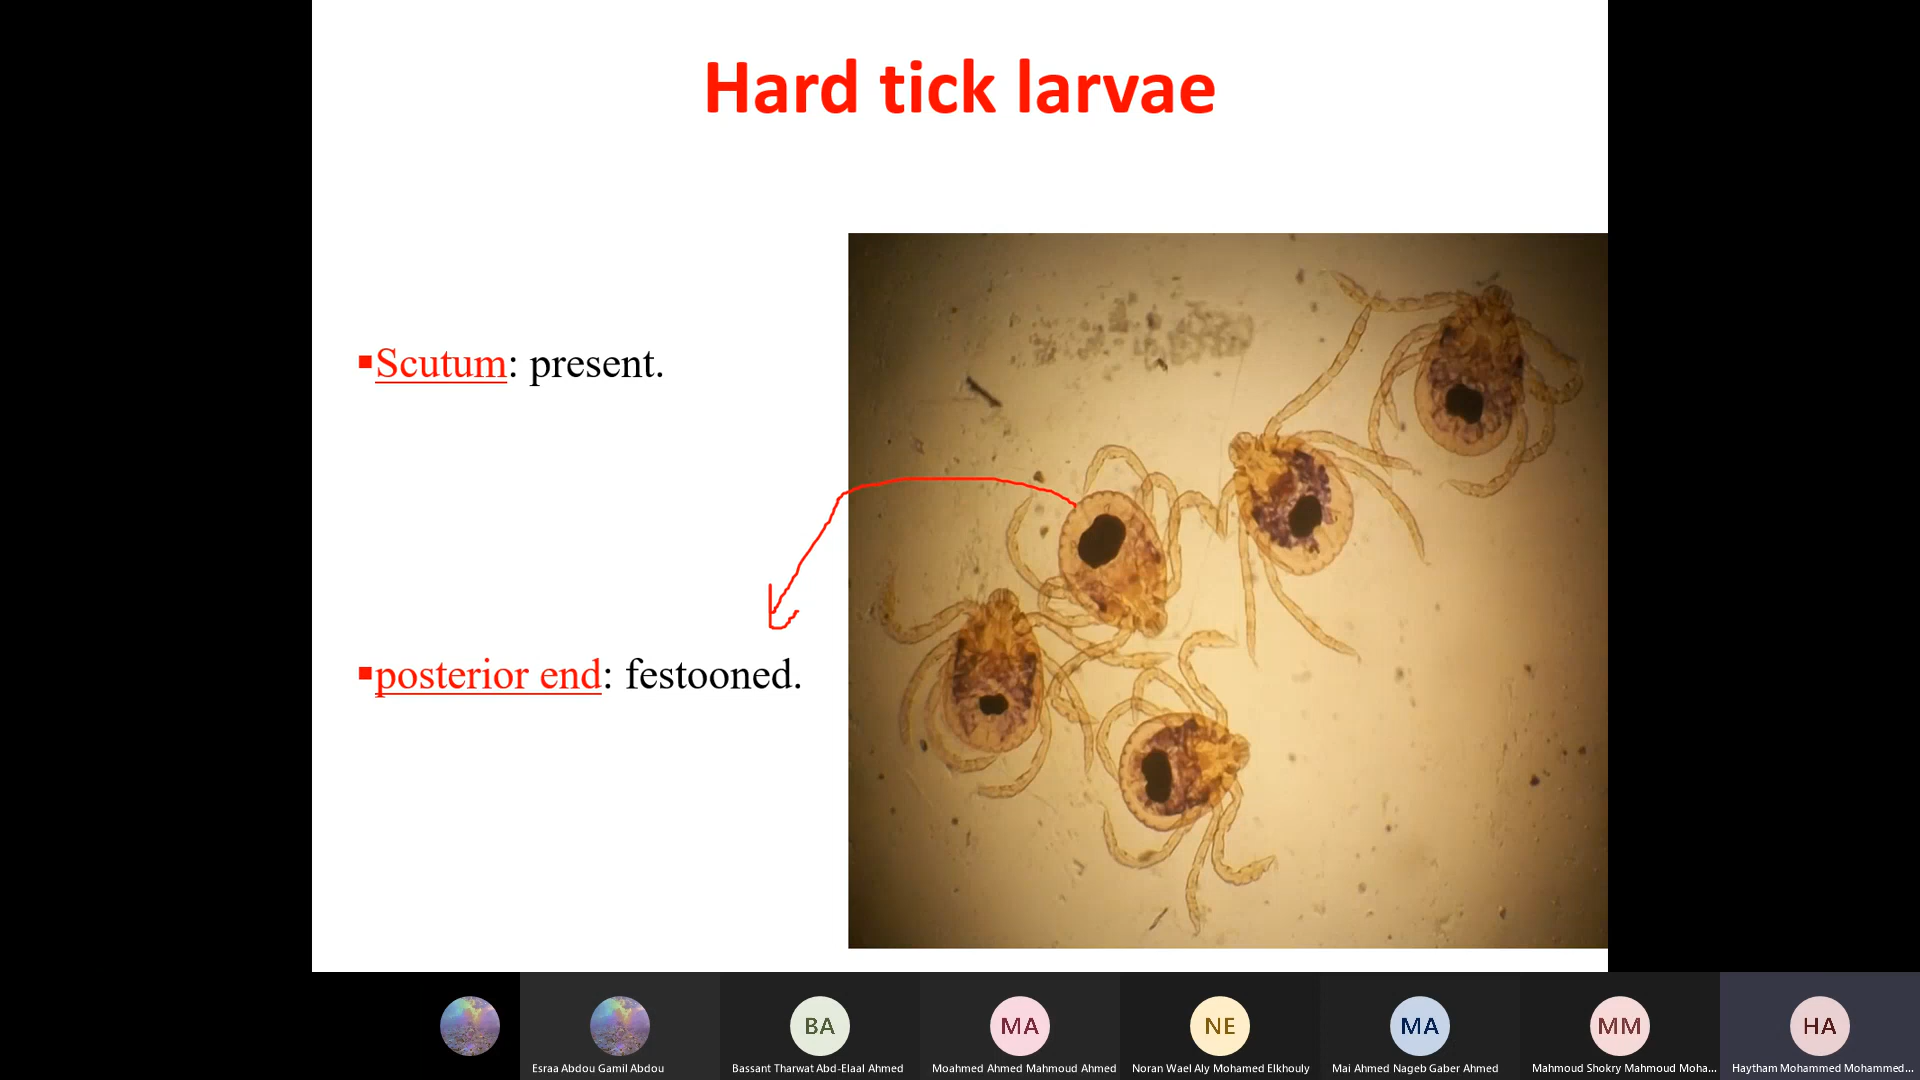 Hard tick larvae
▪Scutum: present.
▪posterior end: festooned.
BA
MA
NE
MA
MM
HA
Esraa Abdou Gamil Abdou
Bassant Tharwat Abd-Elaal Ahmed
Moahmed Ahmed Mahmoud Ahmed
Noran Wael Aly Mohamed Elkhouly
Mai Ahmed Nageb Gaber Ahmed
Mahmoud Shokry Mahmoud Moha...
Haytham Mohammed Mohammed...